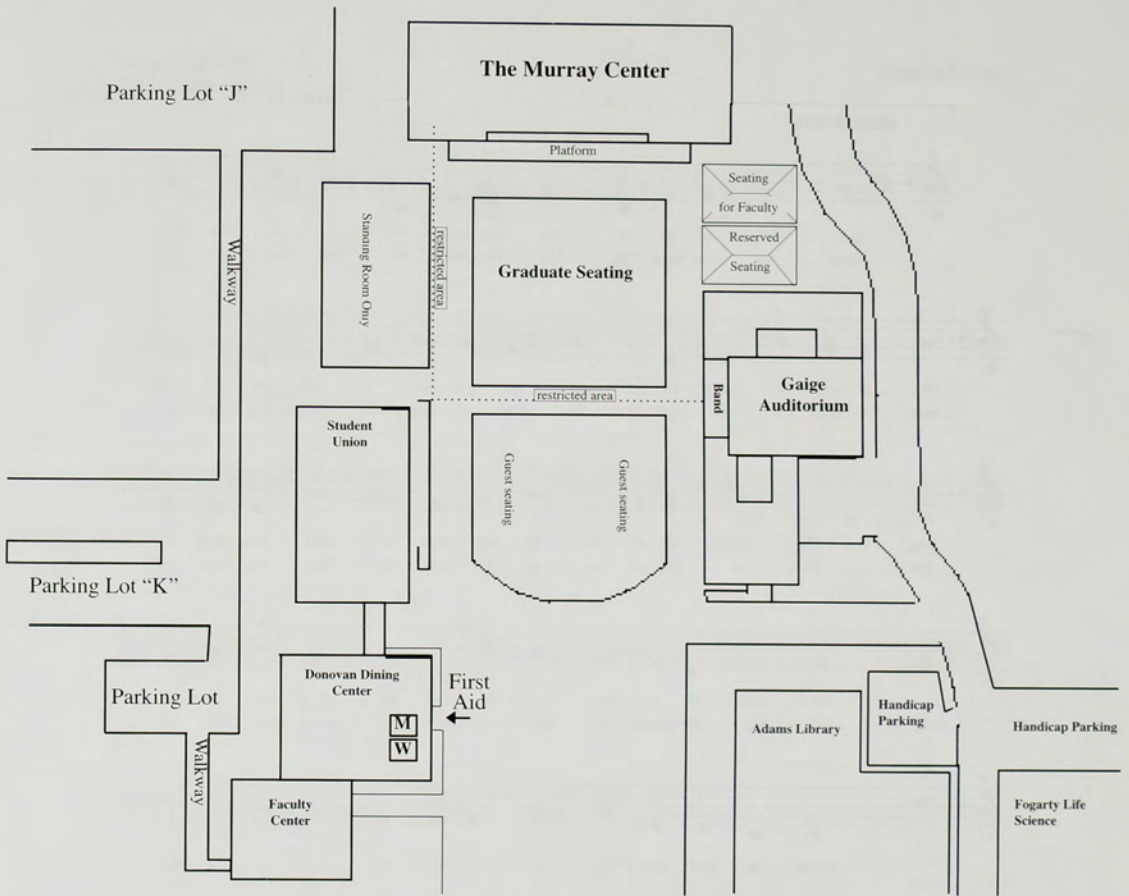 The Murray Center
Parking Lot “J”
Platform
Seating
for Faculty
Reserved
Seating
Standing Room Only
restricted area
Walkway
Graduate Seating
restricted area
Band
Gaige
Auditorium
Student
Union
Guest seating
Guest seating
Parking Lot “K”
Donovan Dining
Center
First
Aid
Parking Lot
M
W
Handicap
Parking
Adams Library
Handicap Parking
Walkway
Faculty
Center
Fogarty Life
Science